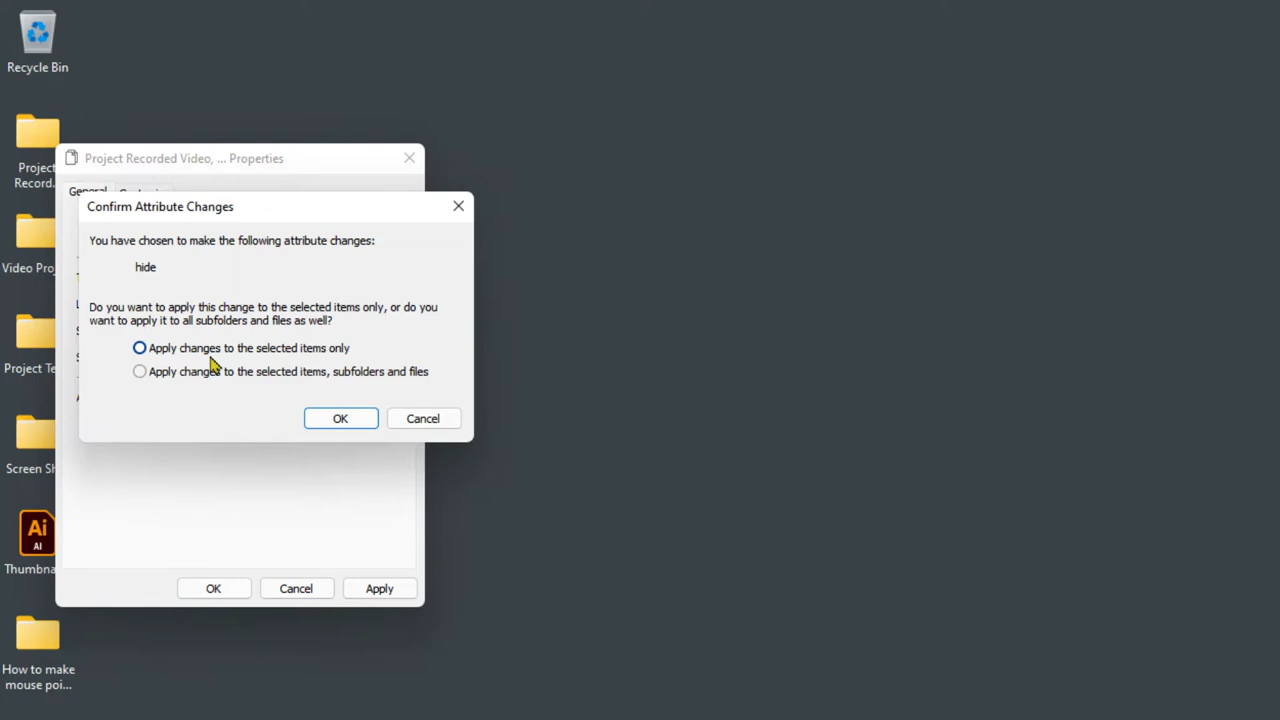 Recycle Bin
Project
Record...
Video Proj
Project Te
Screen Sh
Ai
AI
Thumbna
How to make
mouse poi...
Project Recorded Video, ... Properties
General
Confirm Attribute Changes
You have chosen to make the following attribute changes:
hide
Do you want to apply this change to the selected items only, or do you
want to apply it to all subfolders and files as well?
Apply changes to the selected items only
Apply changes to the selected items, subfolders and files
OK Cancel
OK Cancel Apply